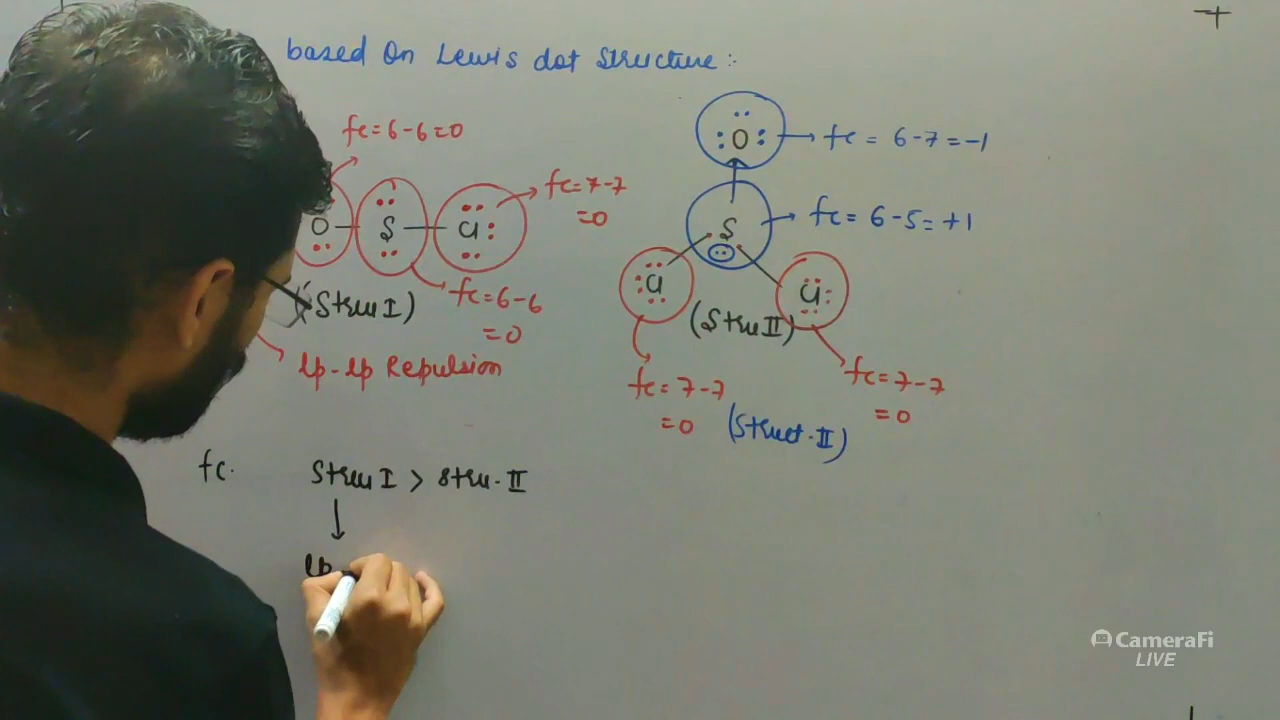 based On Lewis dot Structure :-
fc = 6-6 = 0
O — S — Cl
fc = 7-7
= 0
fc = 6-6
= 0
(Stru I)
lp - lp Repulsion
O → fc = 6-7 = -1
S → fc = 6-5 = +1
Cl
Cl
(Stru II)
fc = 7-7
= 0
fc = 7-7
= 0
(Struct. II)
fc.
Stru I > Stru. II
lp
CameraFi
LIVE